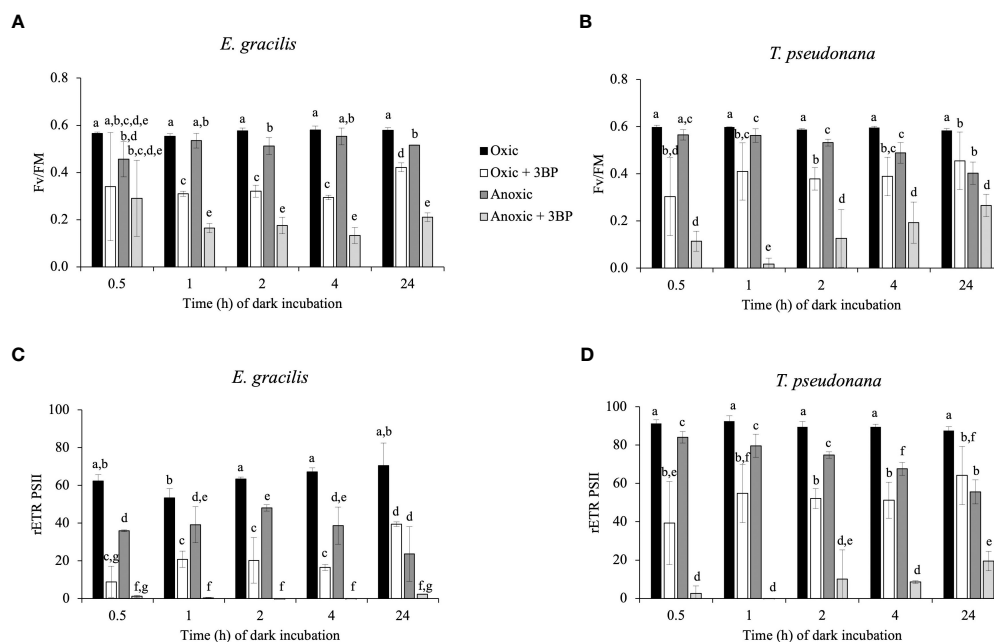 A
E. gracilis
0.8
0.6
0.4
0.2
0.0
Fv/FM
a a,b,c,d,e b,d b,c,d,e
a c a,b e
a c b e
a c a,b e
a d b e
0.5 1 2 4 24
Time (h) of dark incubation
Oxic
Oxic + 3BP
Anoxic
Anoxic + 3BP
B
T. pseudonana
0.8
0.6
0.4
0.2
0.0
Fv/FM
a b,d a,c d
a b,c c e
a b c d
a b,c c d
a b,c b d
0.5 1 2 4 24
Time (h) of dark incubation
C
E. gracilis
100
80
60
40
20
0
rETR PSII
a,b c,g d f,g
b c d,e f
a c e f
a c d,e f
a,b d d f,g
0.5 1 2 4 24
Time (h) of dark incubation
D
T. pseudonana
100
80
60
40
20
0
rETR PSII
a b,e c d
a b,f c d
a b c d,e
a b f d
a b,f b e
0.5 1 2 4 24
Time (h) of dark incubation